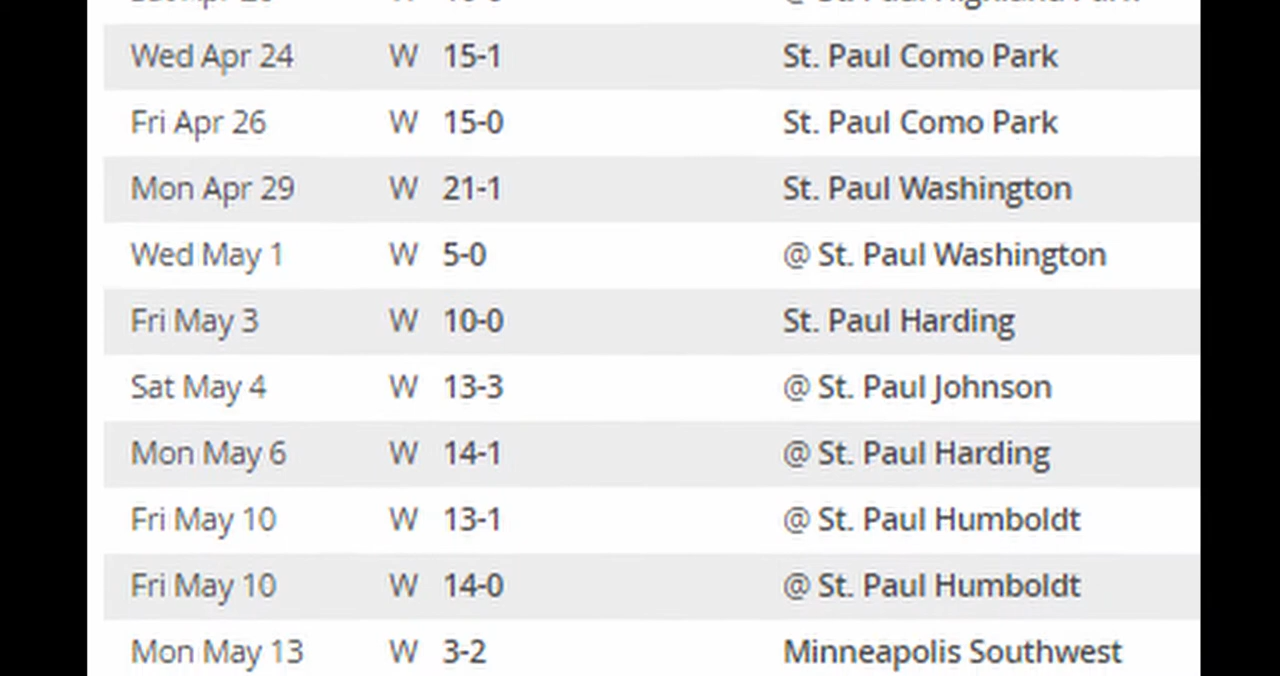 Wed Apr 24 W 15-1 St. Paul Como Park
Fri Apr 26 W 15-0 St. Paul Como Park
Mon Apr 29 W 21-1 St. Paul Washington
Wed May 1 W 5-0 @ St. Paul Washington
Fri May 3 W 10-0 St. Paul Harding
Sat May 4 W 13-3 @ St. Paul Johnson
Mon May 6 W 14-1 @ St. Paul Harding
Fri May 10 W 13-1 @ St. Paul Humboldt
Fri May 10 W 14-0 @ St. Paul Humboldt
Mon May 13 W 3-2 Minneapolis Southwest